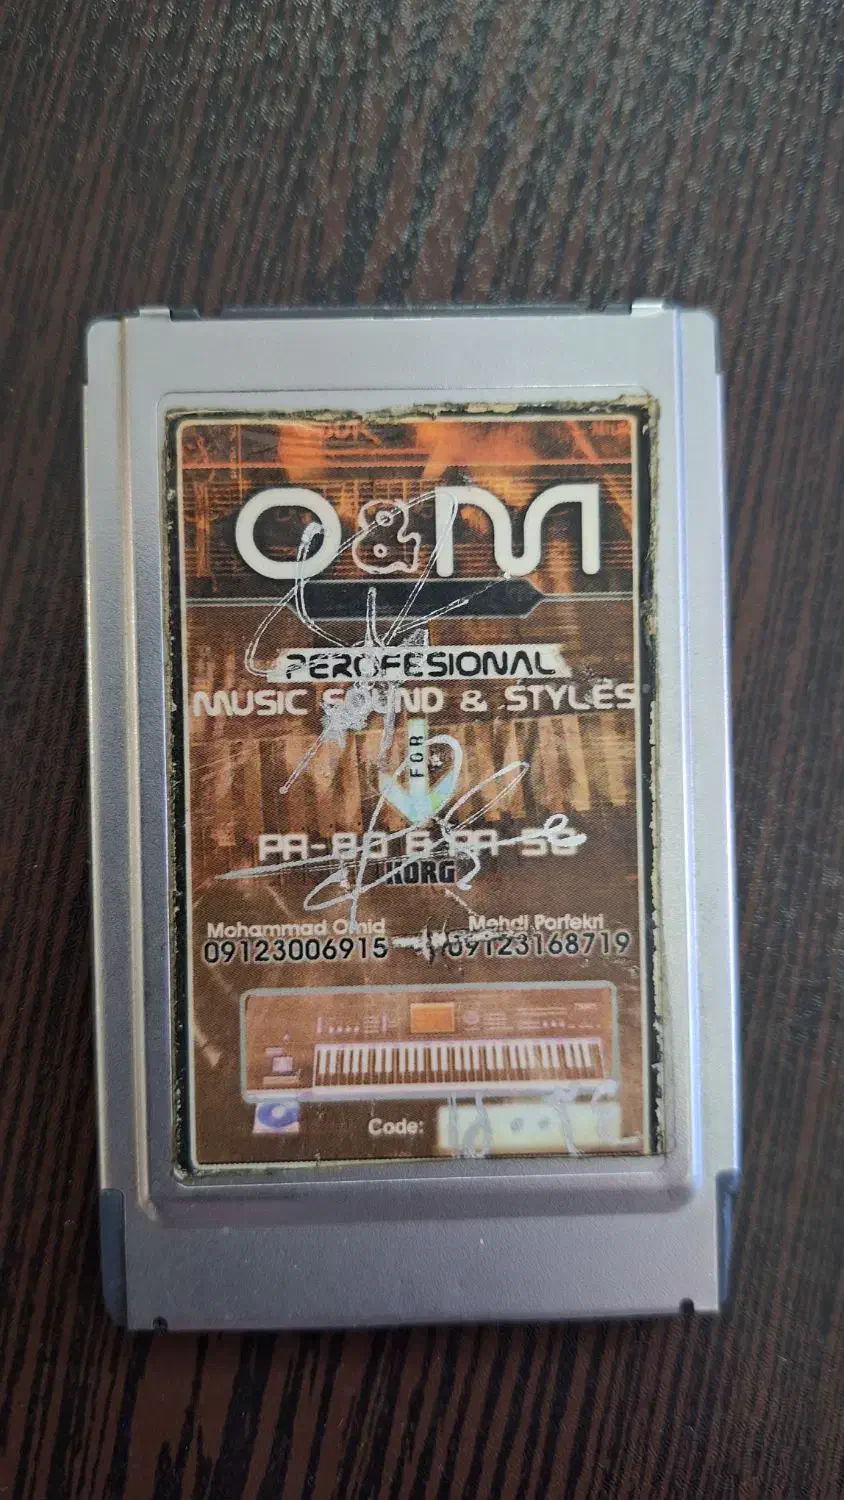 O&M
PEROFESIONAL
MUSIC SOUND & STYLES
FOR
PA-80 & PA-50
KORG
Mohammad Omid Mehdi Porfekri
09123006915 09123168719
Code: